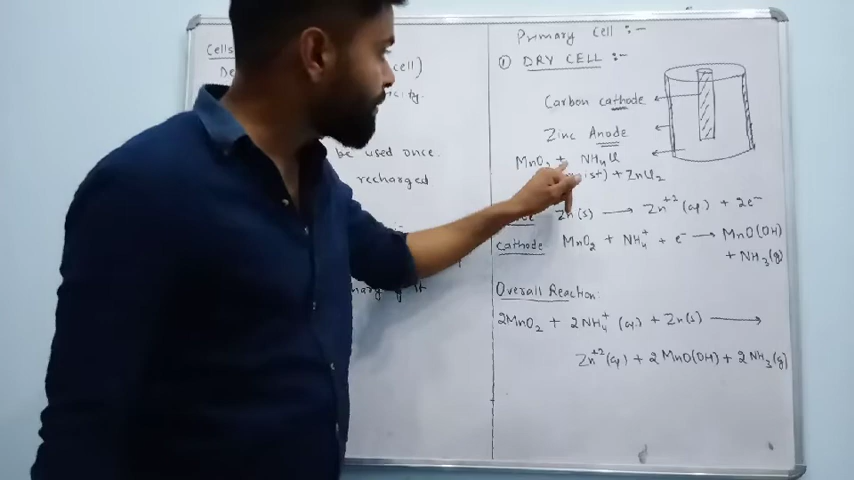 Cells
cell)
De
city.
be used once.
recharged
Primary Cell :-
① DRY CELL :-
Carbon cathode
Zinc Anode
MnO₂ + NH₄Cl
ist) + ZnCl₂
Zn(s) ⟶ Zn⁺²(aq) + 2e⁻
cathode MnO₂ + NH₄⁺ + e⁻ ⟶ MnO(OH)
+ NH₃(g)
Overall Reaction:
2MnO₂ + 2NH₄⁺ (aq) + Zn(s) ⟶
Zn⁺²(aq) + 2MnO(OH) + 2NH₃(g)